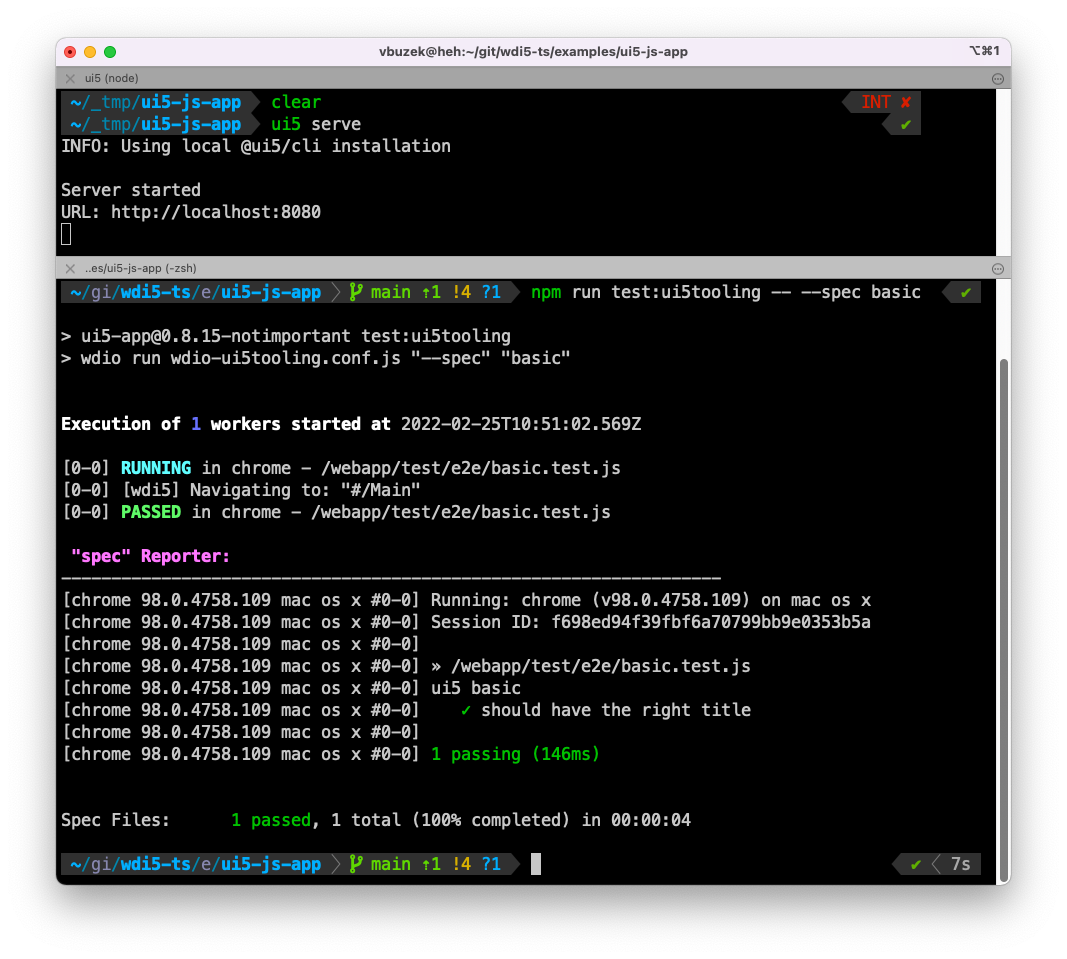 vbuzek@heh:~/git/wdi5-ts/examples/ui5-js-app ⌥⌘1
ui5 (node)
~/_tmp/ui5-js-app clear INT ✘
~/_tmp/ui5-js-app ui5 serve ✔
INFO: Using local @ui5/cli installation
Server started
URL: http://localhost:8080
..es/ui5-js-app (-zsh)
~/gi/wdi5-ts/e/ui5-js-app main ⇡1 !4 ?1 npm run test:ui5tooling -- --spec basic ✔
> ui5-app@0.8.15-notimportant test:ui5tooling
> wdio run wdio-ui5tooling.conf.js "--spec" "basic"
Execution of 1 workers started at 2022-02-25T10:51:02.569Z
[0-0] RUNNING in chrome - /webapp/test/e2e/basic.test.js
[0-0] [wdi5] Navigating to: "#/Main"
[0-0] PASSED in chrome - /webapp/test/e2e/basic.test.js
"spec" Reporter:
------------------------------------------------------------------
[chrome 98.0.4758.109 mac os x #0-0] Running: chrome (v98.0.4758.109) on mac os x
[chrome 98.0.4758.109 mac os x #0-0] Session ID: f698ed94f39fbf6a70799bb9e0353b5a
[chrome 98.0.4758.109 mac os x #0-0]
[chrome 98.0.4758.109 mac os x #0-0] » /webapp/test/e2e/basic.test.js
[chrome 98.0.4758.109 mac os x #0-0] ui5 basic
[chrome 98.0.4758.109 mac os x #0-0] ✓ should have the right title
[chrome 98.0.4758.109 mac os x #0-0]
[chrome 98.0.4758.109 mac os x #0-0] 1 passing (146ms)
Spec Files: 1 passed, 1 total (100% completed) in 00:00:04
~/gi/wdi5-ts/e/ui5-js-app main ⇡1 !4 ?1 ✔ 7s